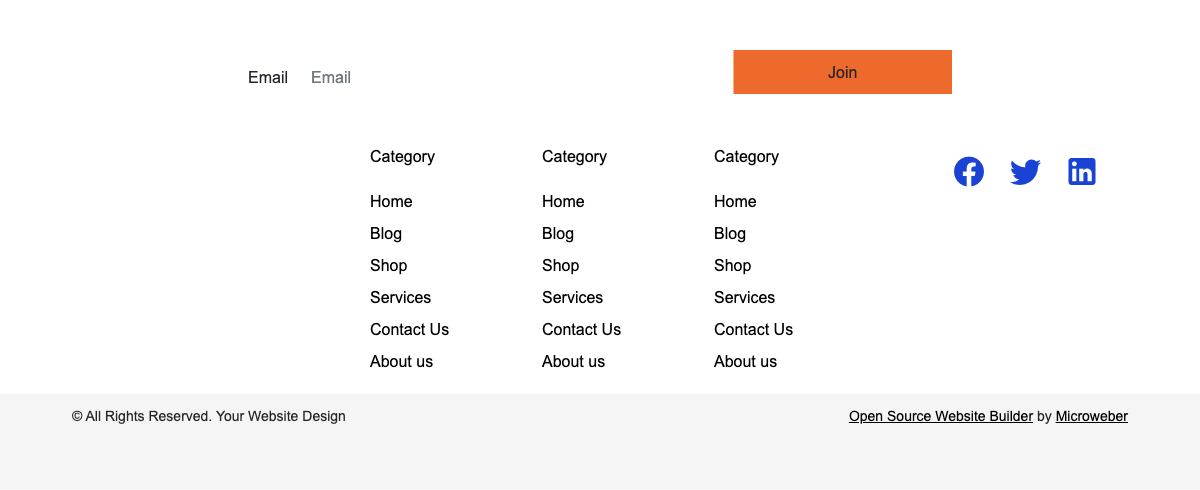 Email Email Join
Category Category Category
Home Home Home
Blog Blog Blog
Shop Shop Shop
Services Services Services
Contact Us Contact Us Contact Us
About us About us About us
© All Rights Reserved. Your Website Design Open Source Website Builder by Microweber